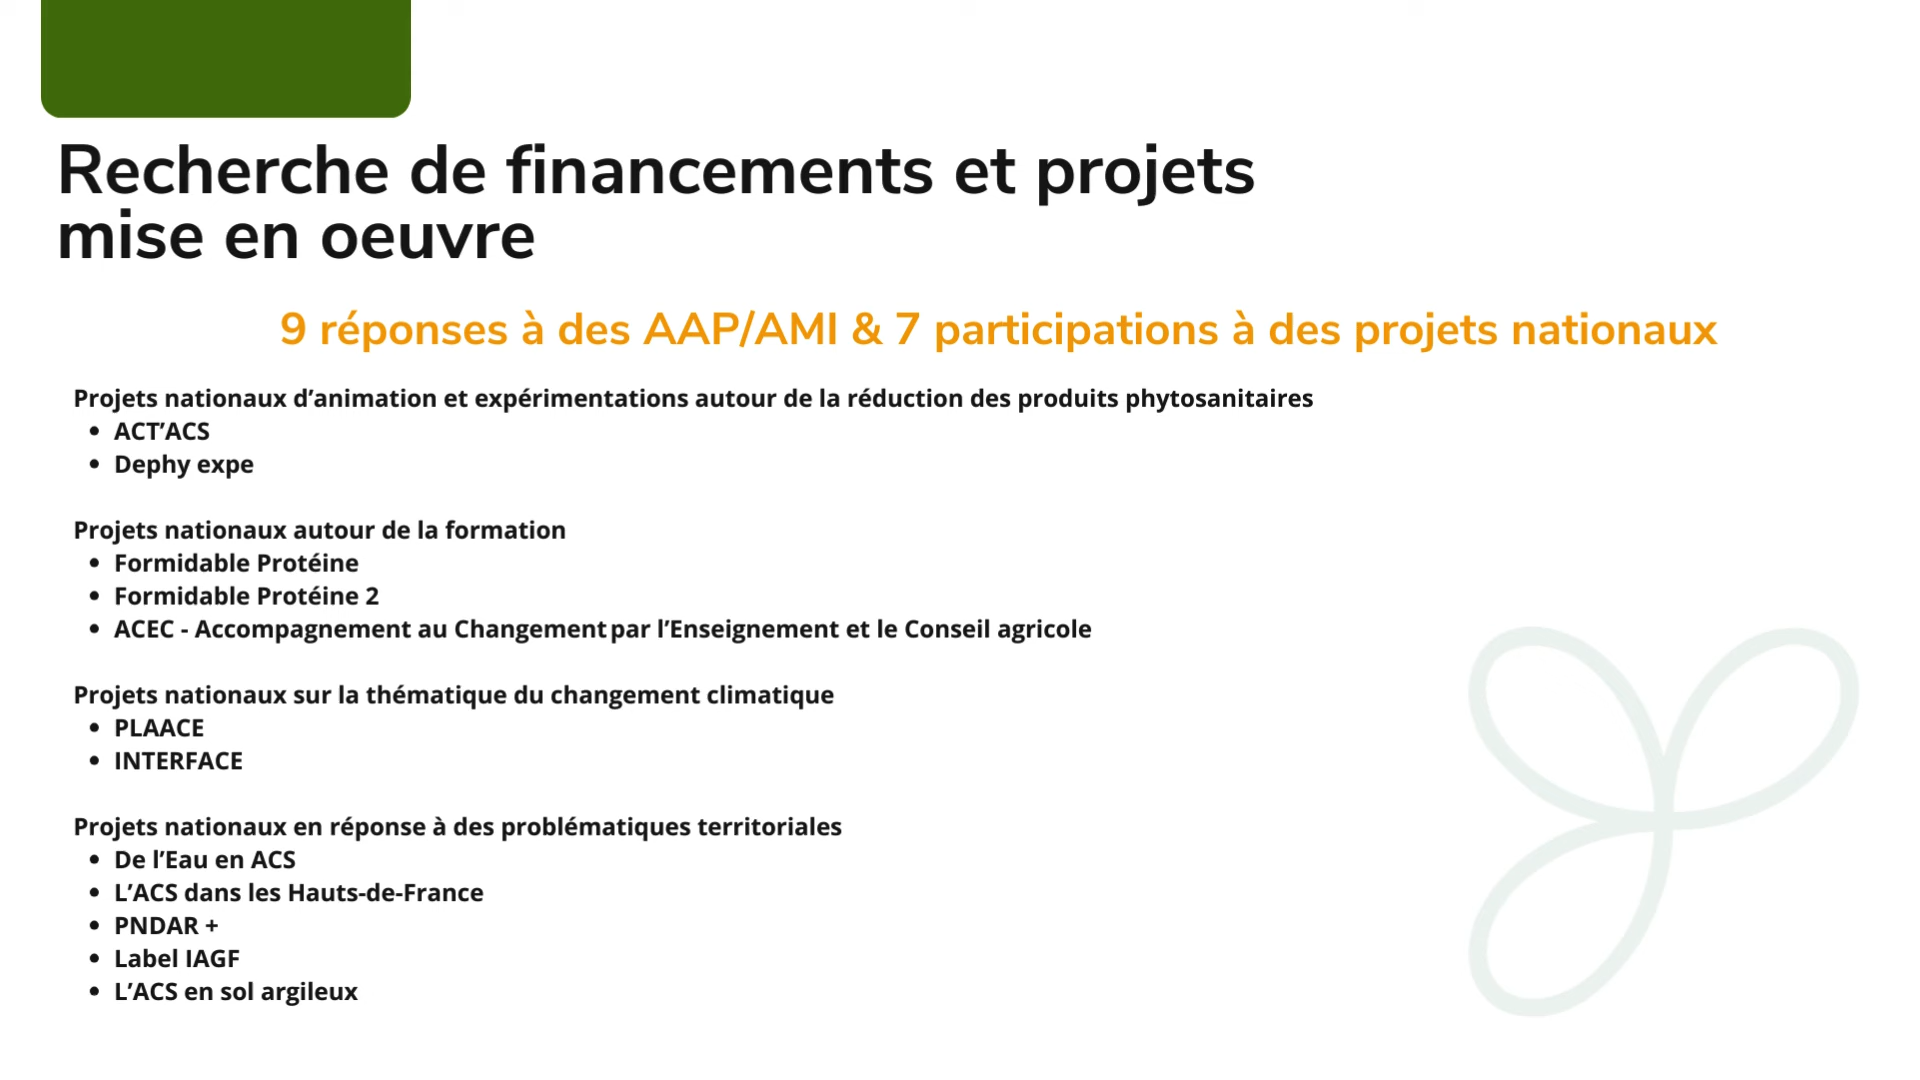 Recherche de financements et projets
mise en oeuvre
9 réponses à des AAP/AMI & 7 participations à des projets nationaux
Projets nationaux d’animation et expérimentations autour de la réduction des produits phytosanitaires
• ACT’ACS
• Dephy expe
Projets nationaux autour de la formation
• Formidable Protéine
• Formidable Protéine 2
• ACEC - Accompagnement au Changement par l’Enseignement et le Conseil agricole
Projets nationaux sur la thématique du changement climatique
• PLAACE
• INTERFACE
Projets nationaux en réponse à des problématiques territoriales
• De l’Eau en ACS
• L’ACS dans les Hauts-de-France
• PNDAR +
• Label IAGF
• L’ACS en sol argileux